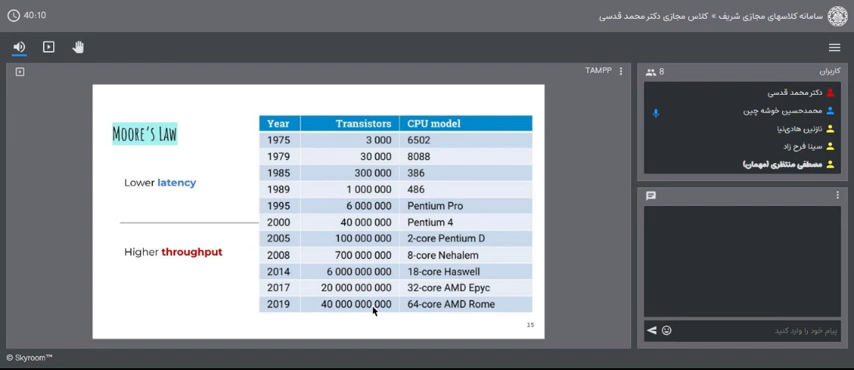 40:10
سامانه کلاسهای مجازی شریف » کلاس مجازی دکتر محمد قدسی
TAMPP
Moore's Law
Lower latency
Higher throughput
Year Transistors CPU model
1975 3 000 6502
1979 30 000 8088
1985 300 000 386
1989 1 000 000 486
1995 6 000 000 Pentium Pro
2000 40 000 000 Pentium 4
2005 100 000 000 2-core Pentium D
2008 700 000 000 8-core Nehalem
2014 6 000 000 000 18-core Haswell
2017 20 000 000 000 32-core AMD Epyc
2019 40 000 000 000 64-core AMD Rome
15
کاربران
8
دکتر محمد قدسی
محمدحسین خوشه چین
نازنین هادی‌نیا
سینا فرح زاد
مصطفی منتظری (مهمان)
پیام خود را وارد کنید
© Skyroom™